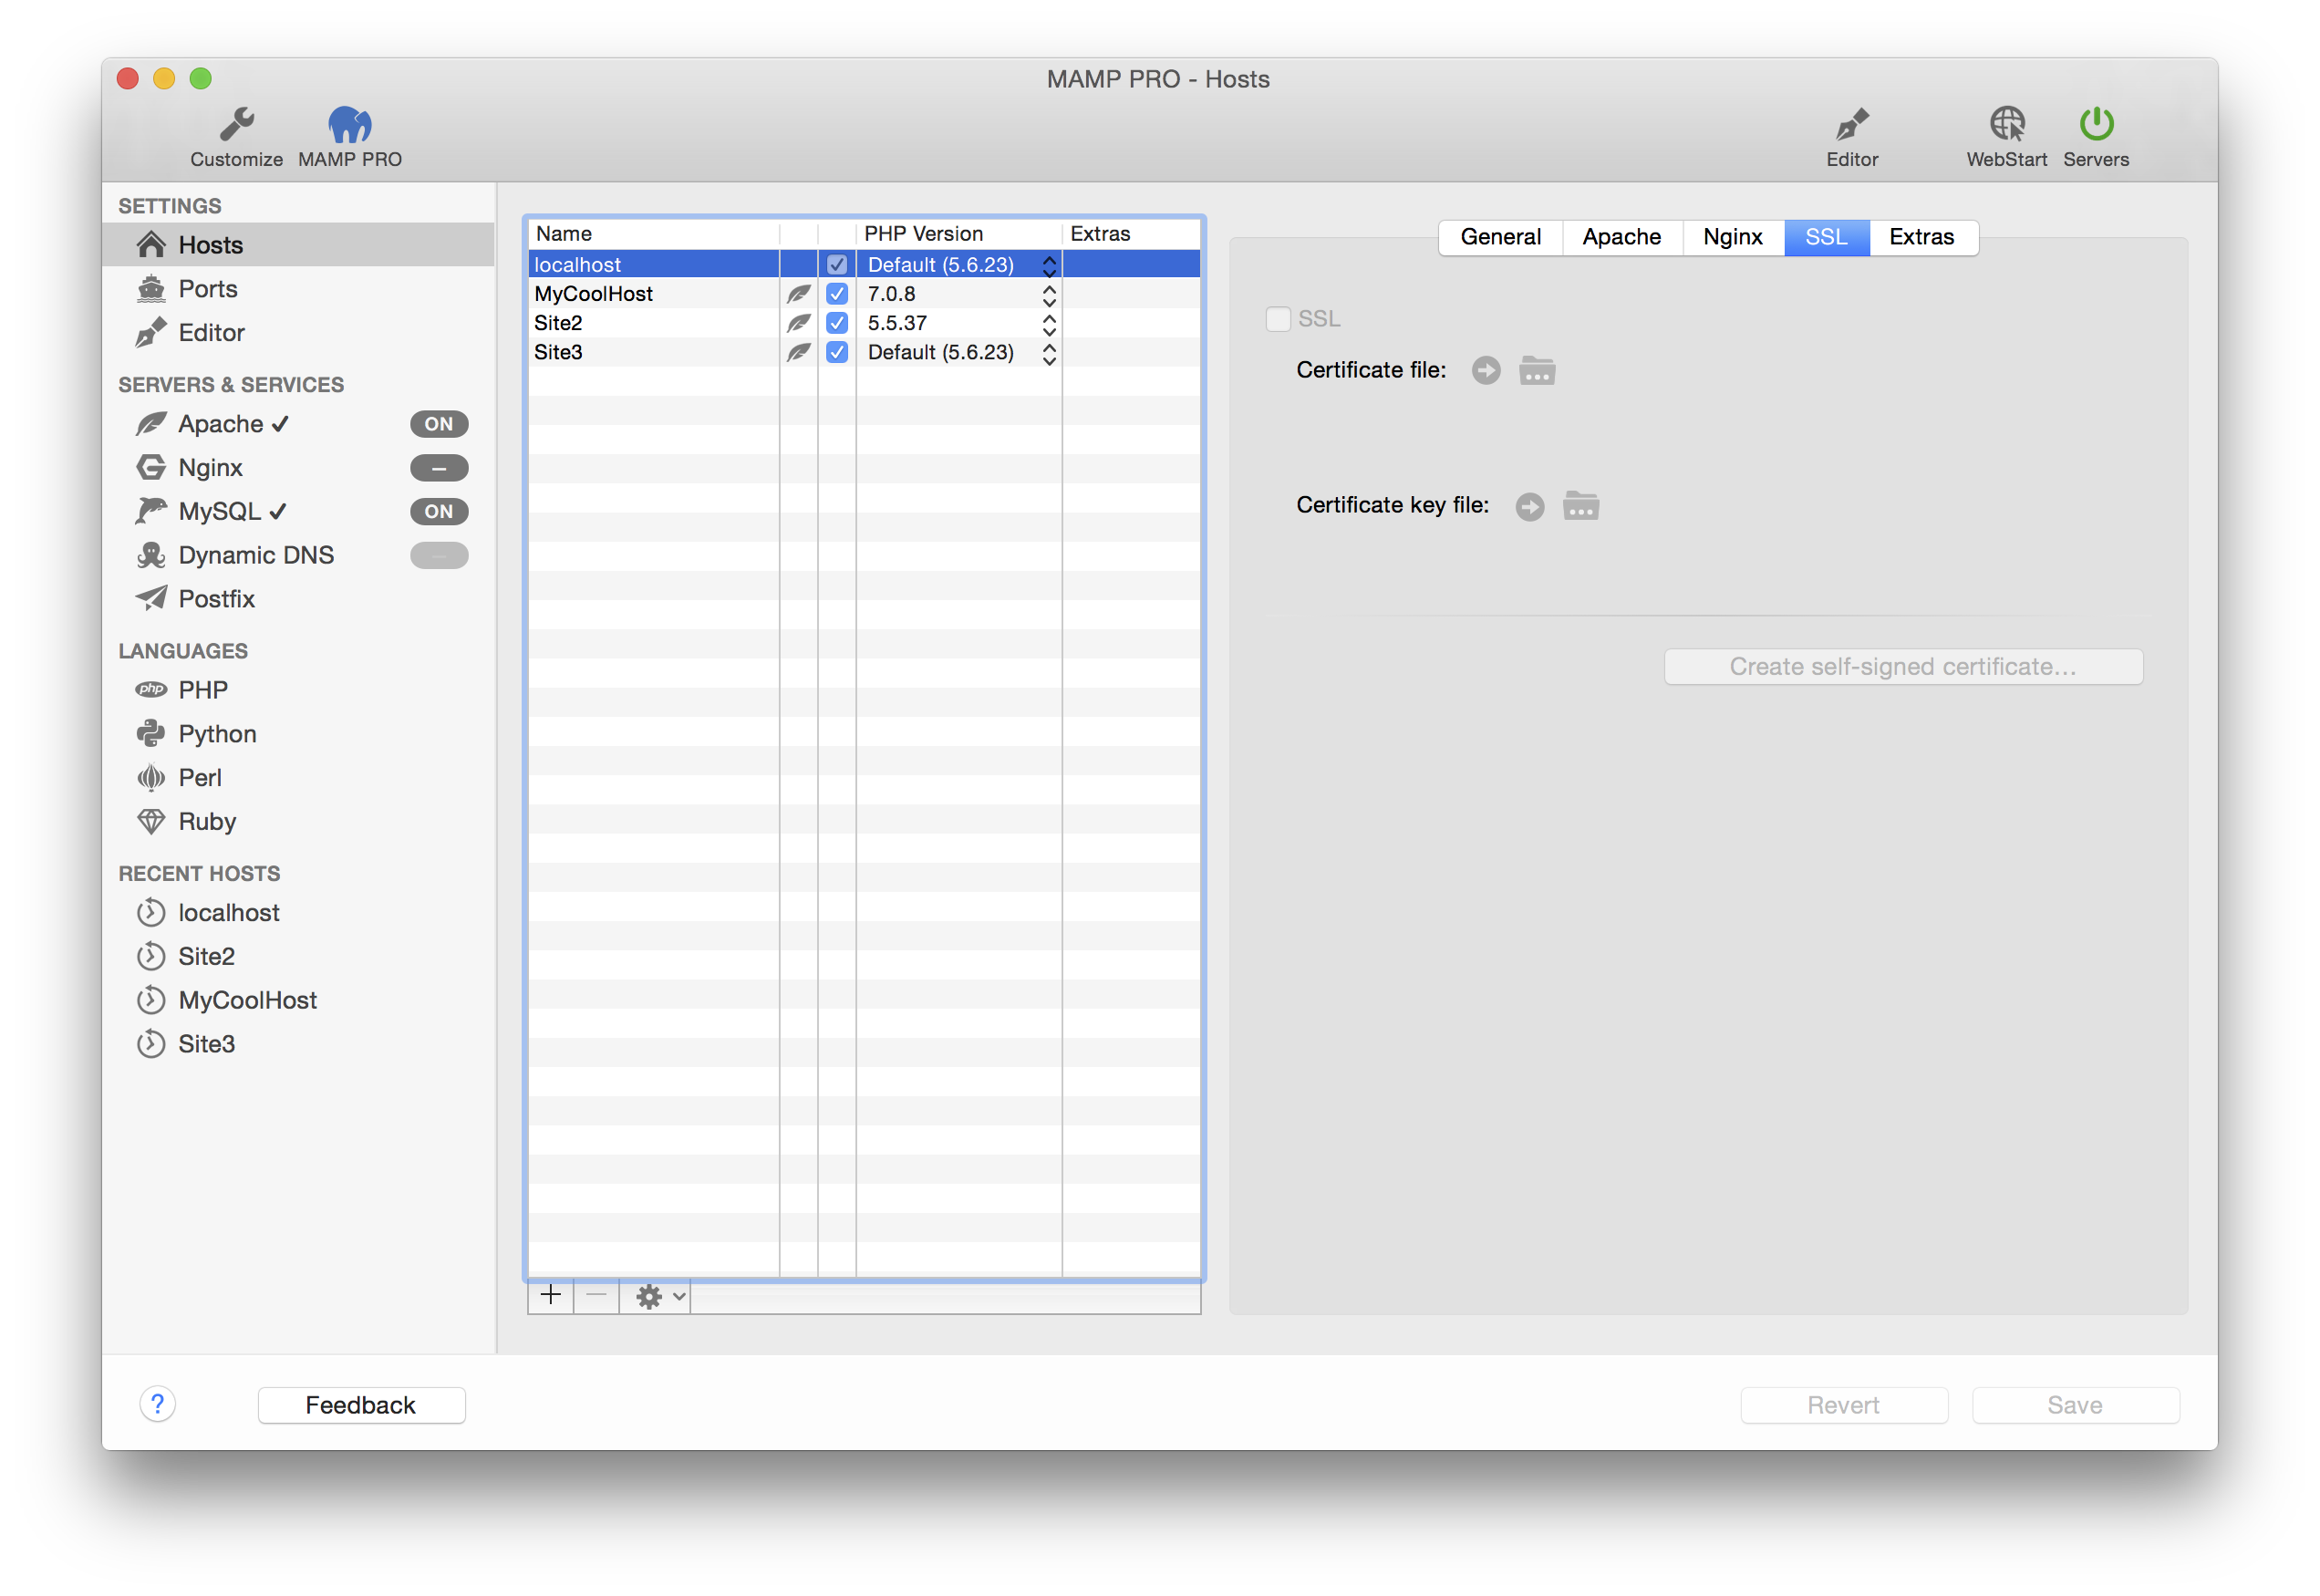 MAMP PRO - Hosts
Customize MAMP PRO Editor WebStart Servers
SETTINGS
Hosts
Ports
Editor
SERVERS & SERVICES
Apache ✓ ON
Nginx –
MySQL ✓ ON
Dynamic DNS –
Postfix
LANGUAGES
php PHP
Python
Perl
Ruby
RECENT HOSTS
localhost
Site2
MyCoolHost
Site3
Name PHP Version Extras
localhost Default (5.6.23)
MyCoolHost 7.0.8
Site2 5.5.37
Site3 Default (5.6.23)
General Apache Nginx SSL Extras
SSL
Certificate file:
Certificate key file:
Create self-signed certificate...
? Feedback Revert Save